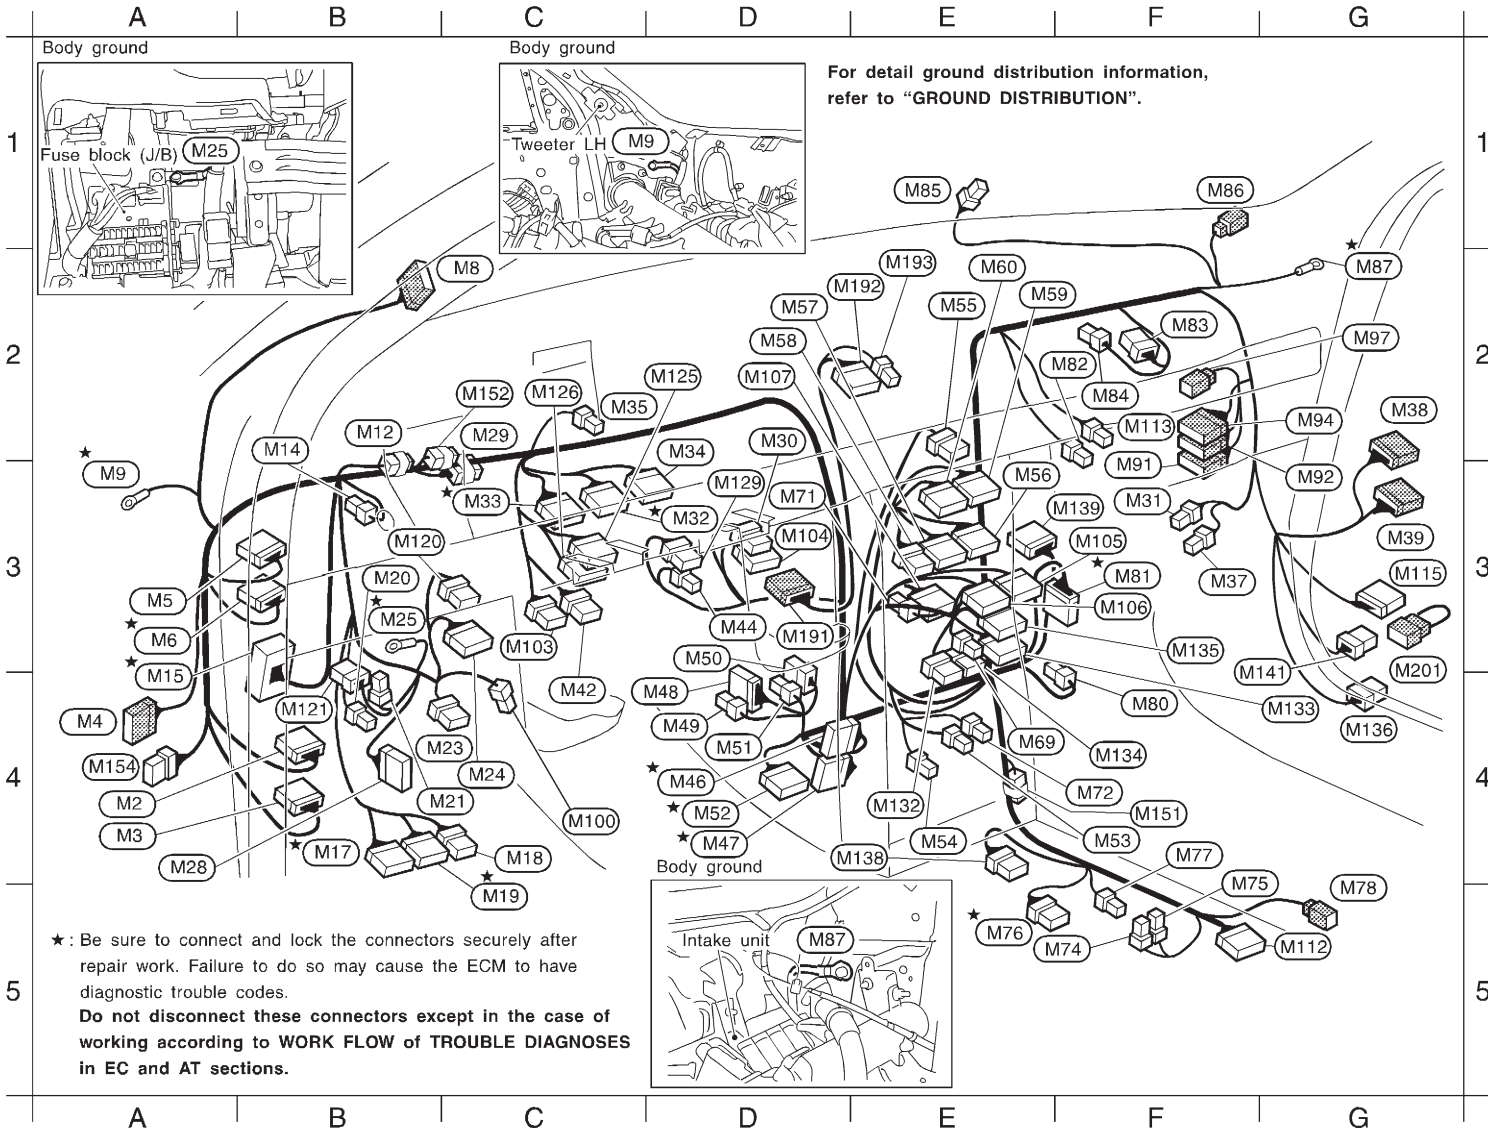 A B C D E F G
Body ground
Body ground
For detail ground distribution information,
refer to “GROUND DISTRIBUTION”.
1 1
Tweeter LH M9
Fuse block (J/B) M25
M85 M86
★
M87
M8 M193 M60
M192 M59
M57 M55
M83
M58 M97
2 2
M82
M107
M125
M152 M126 M84
M35 M38
M113 M94
M12 M29 M30
M14 M34
★
M9 M91
M56 M92
M129
★
M33 M71 M31
★
M32 M139
M104 M39
M120 M105
3 3
M20 ★
M81 M115
M37
M5 M106
★
M25
M44 M191
★
M6
M103 M135
M50
★
M15 M141 M201
M42
M48
M121 M80 M133
M4 M49 M136
M23 M51 M69
M134
M154
4 4
M24 ★
M46
M2 M21 M132 M72
★
M52 M151
M100
M3 M53
★
M47 M54
★
M17
M18 M138 M77
M28
Body ground
M75 M78
★
M19
★
M76
★: Be sure to connect and lock the connectors securely after
Intake unit M87
M74 M112
repair work. Failure to do so may cause the ECM to have
diagnostic trouble codes.
5 5
Do not disconnect these connectors except in the case of
working according to WORK FLOW of TROUBLE DIAGNOSES
in EC and AT sections.
A B C D E F G